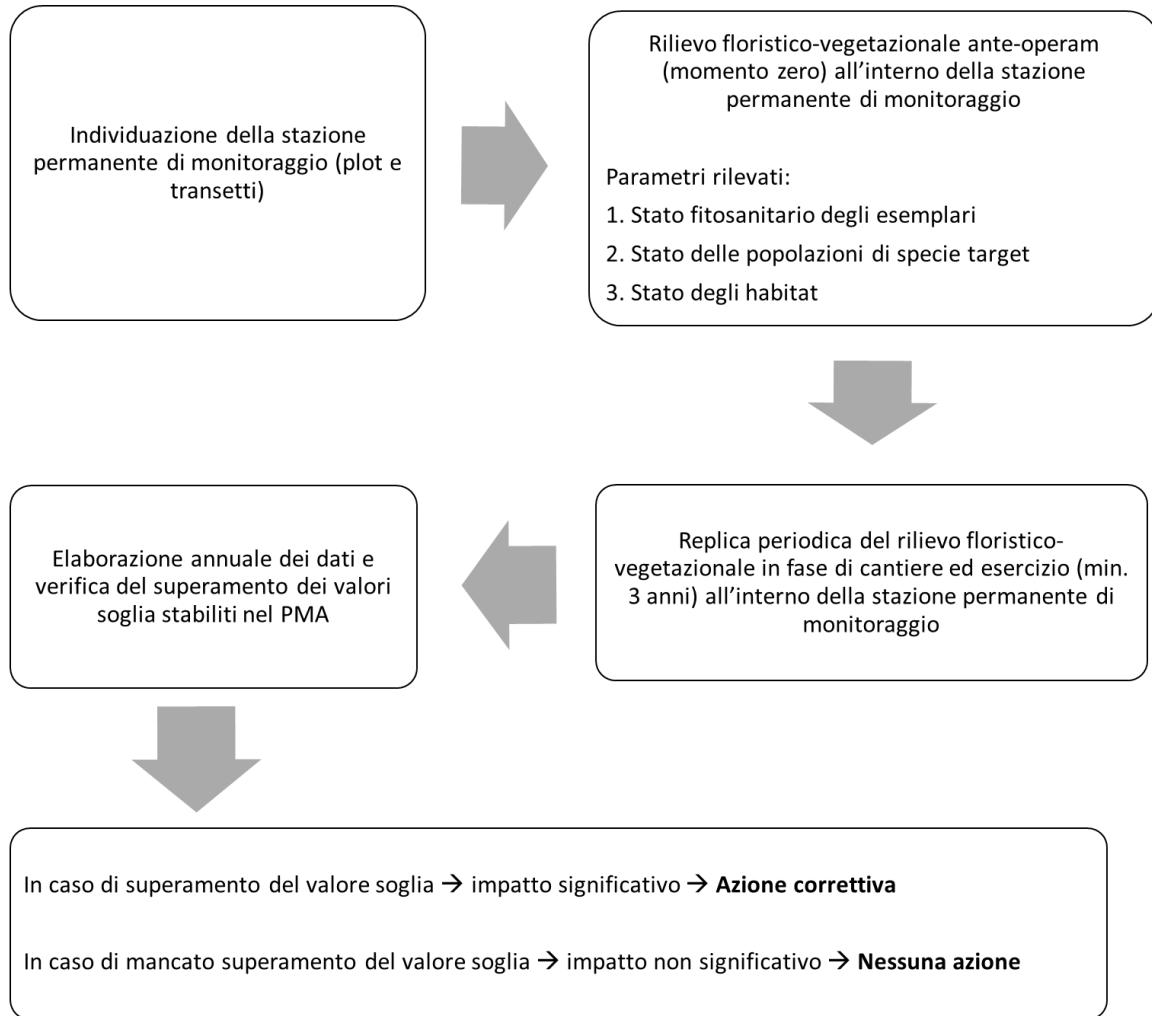 Individuazione della stazione
permanente di monitoraggio (plot e
transetti)
Rilievo floristico-vegetazionale ante-operam
(momento zero) all’interno della stazione
permanente di monitoraggio
Parametri rilevati:
1. Stato fitosanitario degli esemplari
2. Stato delle popolazioni di specie target
3. Stato degli habitat
Replica periodica del rilievo floristico-
vegetazionale in fase di cantiere ed esercizio (min.
3 anni) all’interno della stazione permanente di
monitoraggio
Elaborazione annuale dei dati e
verifica del superamento dei valori
soglia stabiliti nel PMA
In caso di superamento del valore soglia → impatto significativo → Azione correttiva
In caso di mancato superamento del valore soglia → impatto non significativo → Nessuna azione